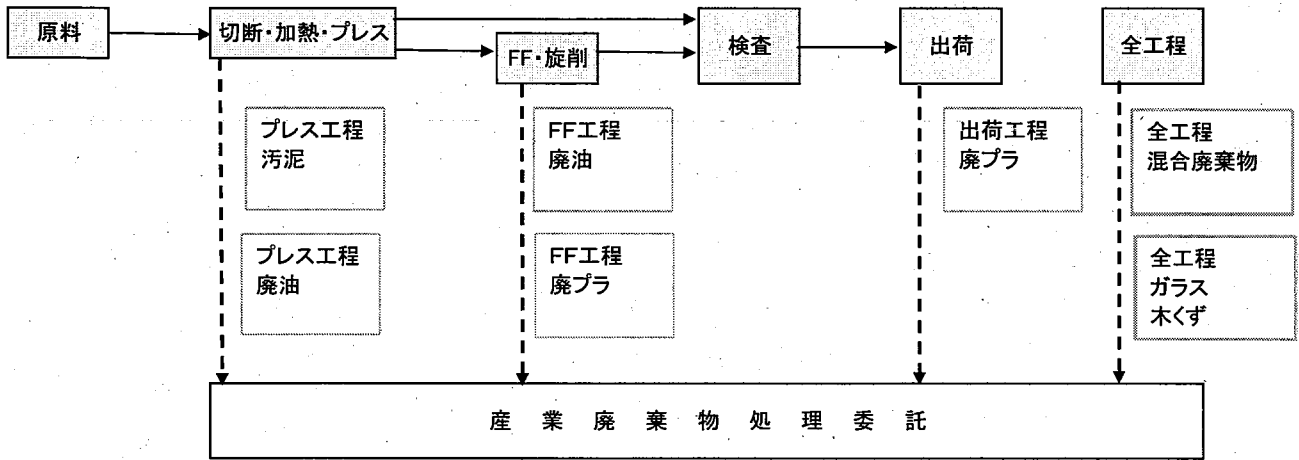 原料
切断・加熱・プレス
FF・旋削
検査
出荷
全工程
プレス工程
汚泥
プレス工程
廃油
FF工程
廃油
FF工程
廃プラ
出荷工程
廃プラ
全工程
混合廃棄物
全工程
ガラス
木くず
産業廃棄物処理委託